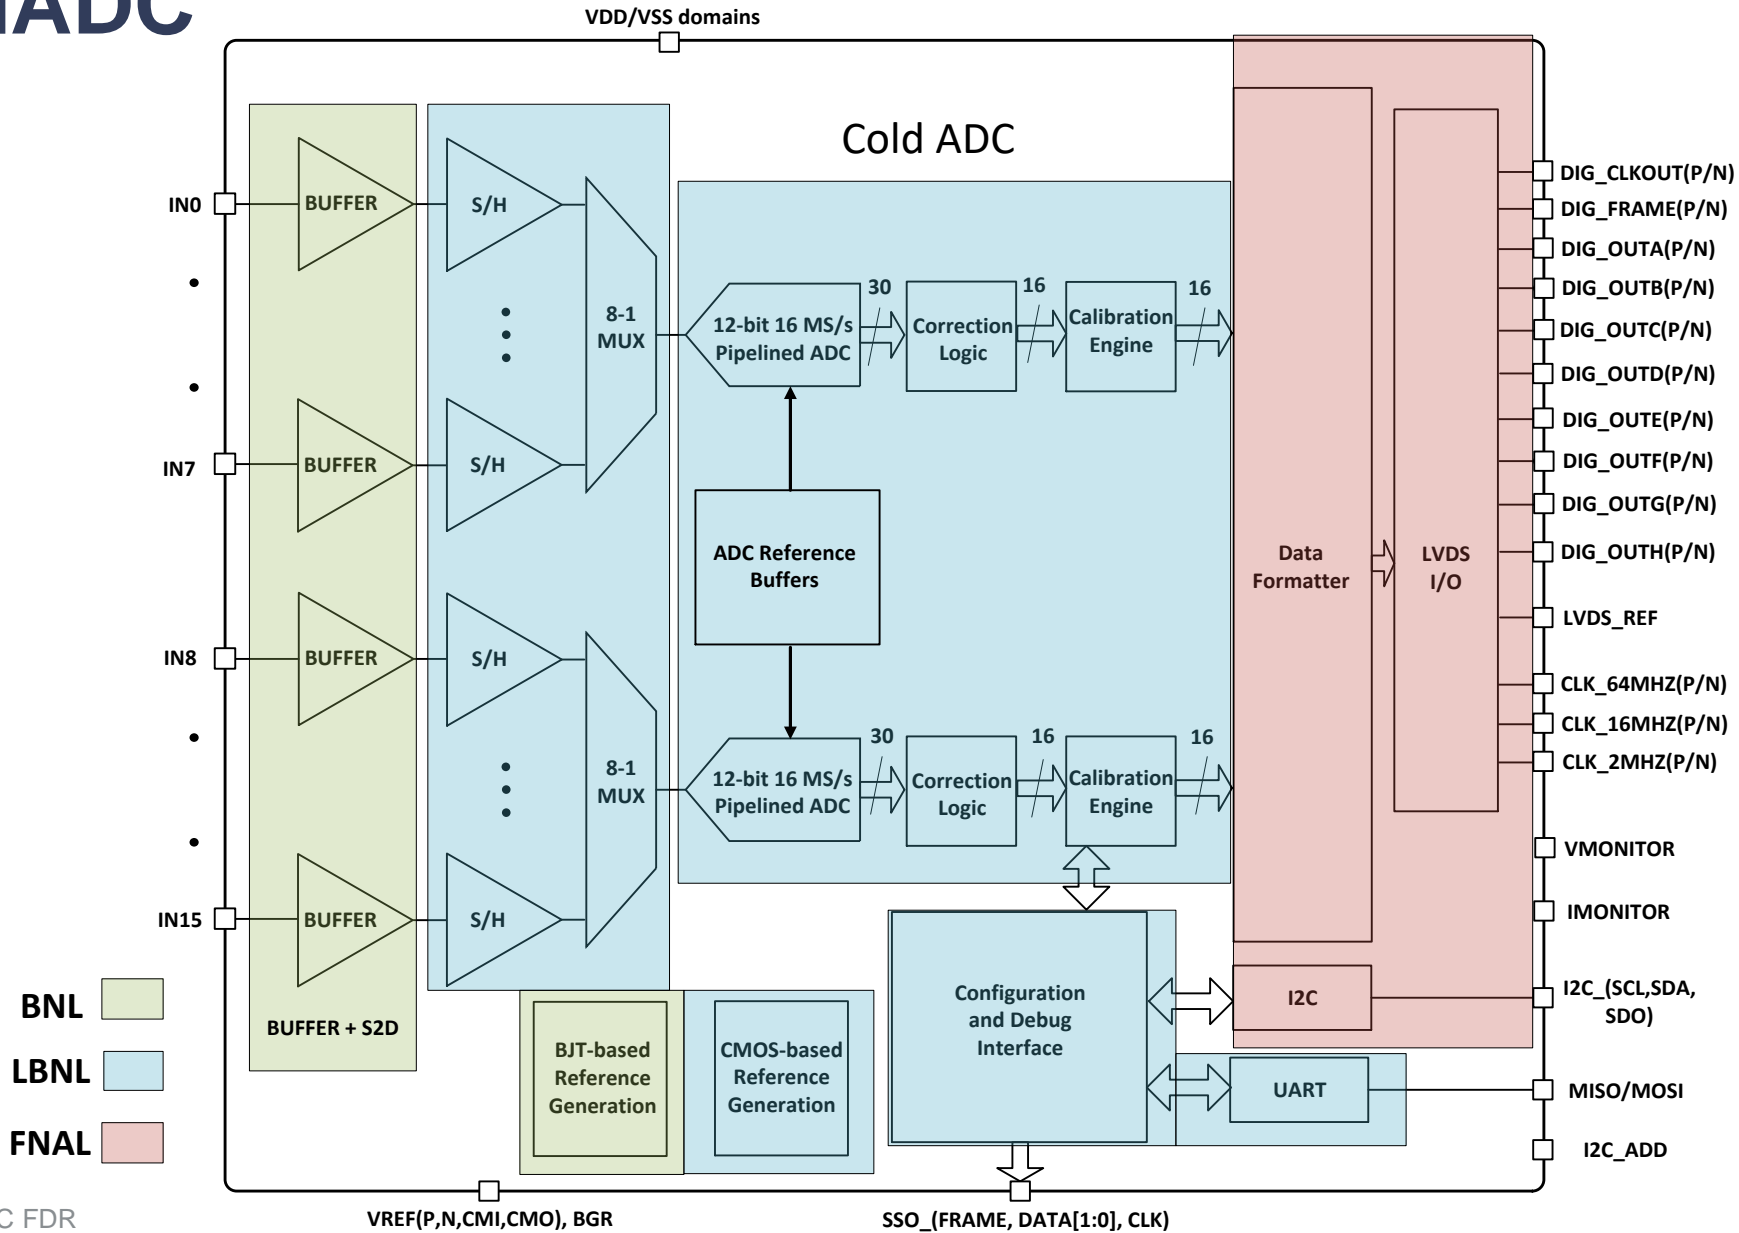 VDD/VSS domains
Cold ADC
IN0
BUFFER
S/H
8-1
MUX
30
16
16
12-bit 16 MS/s
Pipelined ADC
Correction
Logic
Calibration
Engine
IN7
BUFFER
S/H
ADC Reference
Buffers
IN8
BUFFER
S/H
8-1
MUX
30
16
16
12-bit 16 MS/s
Pipelined ADC
Correction
Logic
Calibration
Engine
IN15
BUFFER
S/H
Data
Formatter
LVDS
I/O
DIG_CLKOUT(P/N)
DIG_FRAME(P/N)
DIG_OUTA(P/N)
DIG_OUTB(P/N)
DIG_OUTC(P/N)
DIG_OUTD(P/N)
DIG_OUTE(P/N)
DIG_OUTF(P/N)
DIG_OUTG(P/N)
DIG_OUTH(P/N)
LVDS_REF
CLK_64MHZ(P/N)
CLK_16MHZ(P/N)
CLK_2MHZ(P/N)
VMONITOR
IMONITOR
I2C_(SCL,SDA,
SDO)
MISO/MOSI
I2C_ADD
BNL
LBNL
FNAL
BUFFER + S2D
BJT-based
Reference
Generation
CMOS-based
Reference
Generation
Configuration
and Debug
Interface
I2C
UART
VREF(P,N,CMI,CMO), BGR
SSO_(FRAME, DATA[1:0], CLK)
C FDR